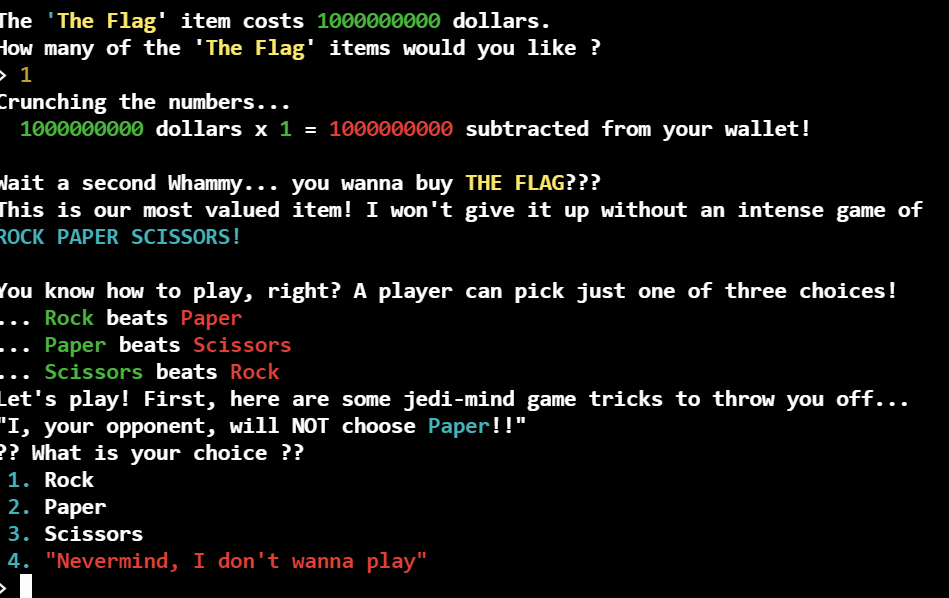 The 'The Flag' item costs 1000000000 dollars.
How many of the 'The Flag' items would you like ?
> 1
Crunching the numbers...
1000000000 dollars x 1 = 1000000000 subtracted from your wallet!
Wait a second Whammy... you wanna buy THE FLAG???
This is our most valued item! I won't give it up without an intense game of
ROCK PAPER SCISSORS!
You know how to play, right? A player can pick just one of three choices!
... Rock beats Paper
... Paper beats Scissors
... Scissors beats Rock
Let's play! First, here are some jedi-mind game tricks to throw you off...
"I, your opponent, will NOT choose Paper!!"
?? What is your choice ??
1. Rock
2. Paper
3. Scissors
4. "Nevermind, I don't wanna play"
>